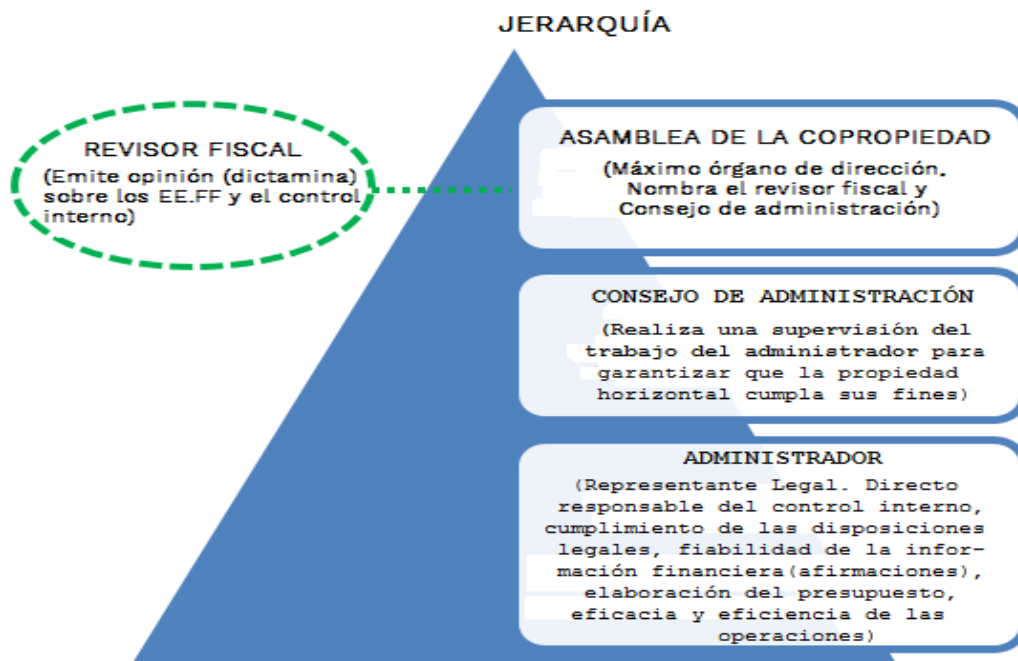 JERARQUÍA
REVISOR FISCAL
(Emite opinión (dictamina)
sobre los EE.FF y el control
interno)
ASAMBLEA DE LA COPROPIEDAD
(Máximo órgano de dirección.
Nombra el revisor fiscal y
Consejo de administración)
CONSEJO DE ADMINISTRACIÓN
(Realiza una supervisión del
trabajo del administrador para
garantizar que la propiedad
horizontal cumpla sus fines)
ADMINISTRADOR
(Representante Legal. Directo
responsable del control interno,
cumplimiento de las disposiciones
legales, fiabilidad de la infor-
mación financiera(afirmaciones),
elaboración del presupuesto,
eficacia y eficiencia de las
operaciones)